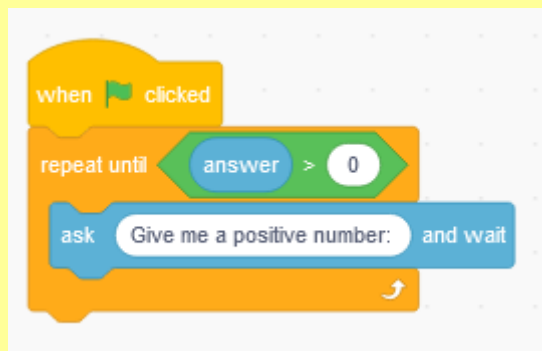 when clicked
repeat until answer > 0
ask Give me a positive number: and wait